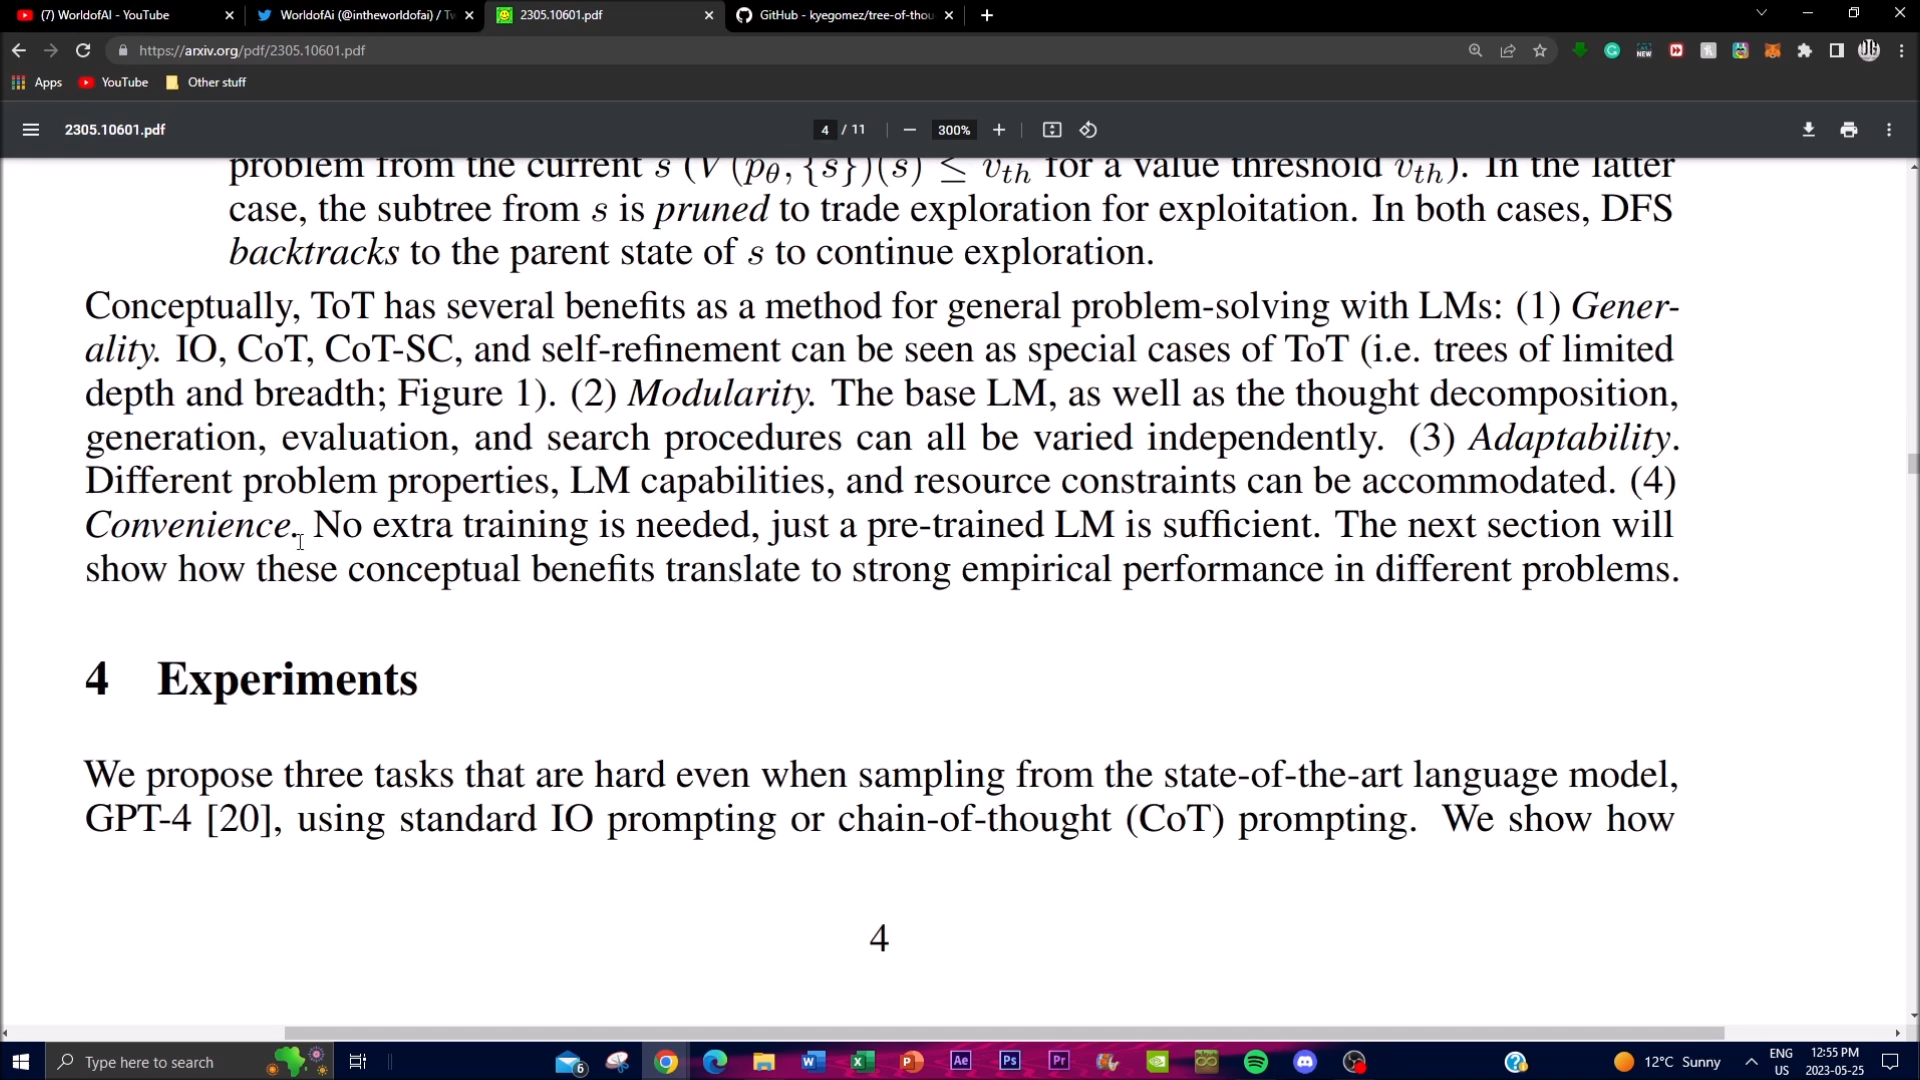 (7) WorldofAI - YouTube
WorldofAi (@intheworldofai) / Tw
2305.10601.pdf
GitHub - kyegomez/tree-of-thou
https://arxiv.org/pdf/2305.10601.pdf
NEW
Apps
YouTube
Other stuff
2305.10601.pdf
4 / 11
300%
problem from the current s (V(pθ, {s})(s) ≤ vth for a value threshold vth). In the latter
case, the subtree from s is pruned to trade exploration for exploitation. In both cases, DFS
backtracks to the parent state of s to continue exploration.
Conceptually, ToT has several benefits as a method for general problem-solving with LMs: (1) Gener-
ality. IO, CoT, CoT-SC, and self-refinement can be seen as special cases of ToT (i.e. trees of limited
depth and breadth; Figure 1). (2) Modularity. The base LM, as well as the thought decomposition,
generation, evaluation, and search procedures can all be varied independently. (3) Adaptability.
Different problem properties, LM capabilities, and resource constraints can be accommodated. (4)
Convenience. No extra training is needed, just a pre-trained LM is sufficient. The next section will
show how these conceptual benefits translate to strong empirical performance in different problems.
4 Experiments
We propose three tasks that are hard even when sampling from the state-of-the-art language model,
GPT-4 [20], using standard IO prompting or chain-of-thought (CoT) prompting. We show how
4
Type here to search
6
Ae
Ps
Pr
12°C Sunny
ENG
US
12:55 PM
2023-05-25